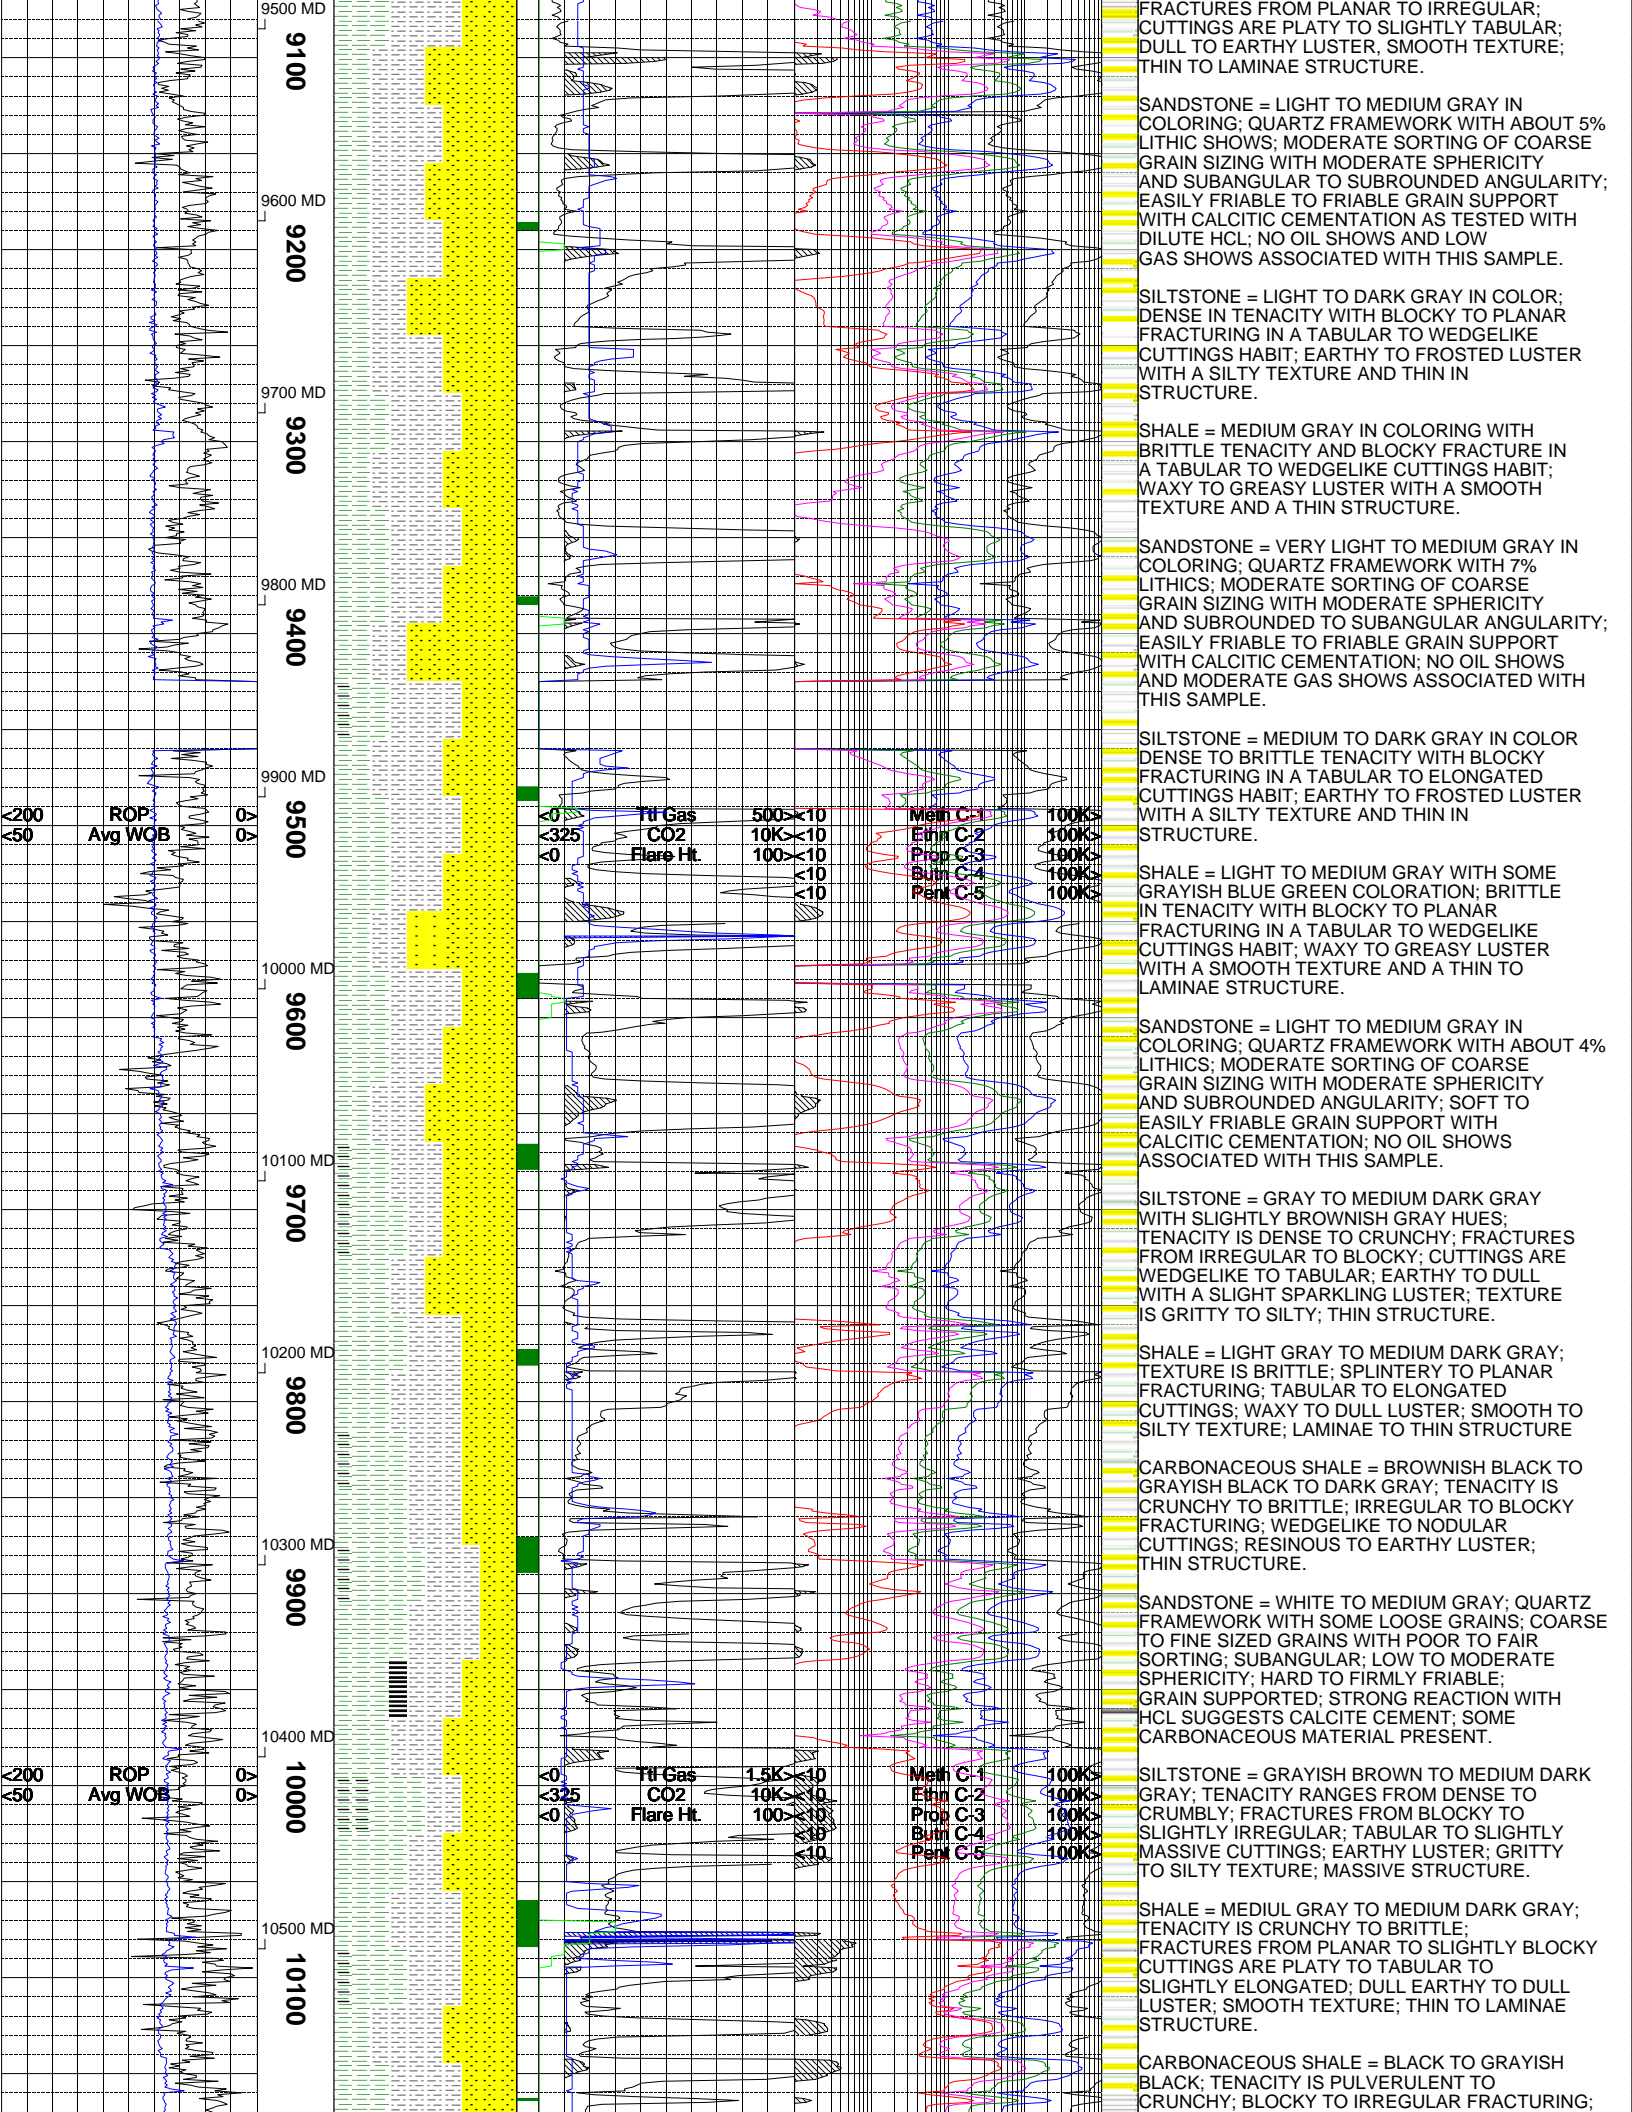 9500 MD
9100
9600 MD
9200
9700 MD
9300
9800 MD
9400
9900 MD
<200 ROP 0>
<50 Avg WOB 0>
9500
<0 Ttl Gas 500>
<325 CO2 10K>
<0 Flare Ht. 100>
<10 Meth C-1 100K>
<10 Ethn C-2 100K>
<10 Prop C-3 100K>
<10 Butn C-4 100K>
<10 Pent C-5 100K>
10000 MD
9600
10100 MD
9700
10200 MD
9800
10300 MD
9900
10400 MD
<200 ROP 0>
<50 Avg WOB 0>
10000
<0 Ttl Gas 1.5K>
<325 CO2 10K>
<0 Flare Ht. 100>
<10 Meth C-1 100K>
<10 Ethn C-2 100K>
<10 Prop C-3 100K>
<10 Butn C-4 100K>
<10 Pent C-5 100K>
10500 MD
10100
FRACTURES FROM PLANAR TO IRREGULAR;
CUTTINGS ARE PLATY TO SLIGHTLY TABULAR;
DULL TO EARTHY LUSTER, SMOOTH TEXTURE;
THIN TO LAMINAE STRUCTURE.
SANDSTONE = LIGHT TO MEDIUM GRAY IN
COLORING; QUARTZ FRAMEWORK WITH ABOUT 5%
LITHIC SHOWS; MODERATE SORTING OF COARSE
GRAIN SIZING WITH MODERATE SPHERICITY
AND SUBANGULAR TO SUBROUNDED ANGULARITY;
EASILY FRIABLE TO FRIABLE GRAIN SUPPORT
WITH CALCITIC CEMENTATION AS TESTED WITH
DILUTE HCL; NO OIL SHOWS AND LOW
GAS SHOWS ASSOCIATED WITH THIS SAMPLE.
SILTSTONE = LIGHT TO DARK GRAY IN COLOR;
DENSE IN TENACITY WITH BLOCKY TO PLANAR
FRACTURING IN A TABULAR TO WEDGELIKE
CUTTINGS HABIT; EARTHY TO FROSTED LUSTER
WITH A SILTY TEXTURE AND THIN IN
STRUCTURE.
SHALE = MEDIUM GRAY IN COLORING WITH
BRITTLE TENACITY AND BLOCKY FRACTURE IN
A TABULAR TO WEDGELIKE CUTTINGS HABIT;
WAXY TO GREASY LUSTER WITH A SMOOTH
TEXTURE AND A THIN STRUCTURE.
SANDSTONE = VERY LIGHT TO MEDIUM GRAY IN
COLORING; QUARTZ FRAMEWORK WITH 7%
LITHICS; MODERATE SORTING OF COARSE
GRAIN SIZING WITH MODERATE SPHERICITY
AND SUBROUNDED TO SUBANGULAR ANGULARITY;
EASILY FRIABLE TO FRIABLE GRAIN SUPPORT
WITH CALCITIC CEMENTATION; NO OIL SHOWS
AND MODERATE GAS SHOWS ASSOCIATED WITH
THIS SAMPLE.
SILTSTONE = MEDIUM TO DARK GRAY IN COLOR
DENSE TO BRITTLE TENACITY WITH BLOCKY
FRACTURING IN A TABULAR TO ELONGATED
CUTTINGS HABIT; EARTHY TO FROSTED LUSTER
WITH A SILTY TEXTURE AND THIN IN
STRUCTURE.
SHALE = LIGHT TO MEDIUM GRAY WITH SOME
GRAYISH BLUE GREEN COLORATION; BRITTLE
IN TENACITY WITH BLOCKY TO PLANAR
FRACTURING IN A TABULAR TO WEDGELIKE
CUTTINGS HABIT; WAXY TO GREASY LUSTER
WITH A SMOOTH TEXTURE AND A THIN TO
LAMINAE STRUCTURE.
SANDSTONE = LIGHT TO MEDIUM GRAY IN
COLORING; QUARTZ FRAMEWORK WITH ABOUT 4%
LITHICS; MODERATE SORTING OF COARSE
GRAIN SIZING WITH MODERATE SPHERICITY
AND SUBROUNDED ANGULARITY; SOFT TO
EASILY FRIABLE GRAIN SUPPORT WITH
CALCITIC CEMENTATION; NO OIL SHOWS
ASSOCIATED WITH THIS SAMPLE.
SILTSTONE = GRAY TO MEDIUM DARK GRAY
WITH SLIGHTLY BROWNISH GRAY HUES;
TENACITY IS DENSE TO CRUNCHY; FRACTURES
FROM IRREGULAR TO BLOCKY; CUTTINGS ARE
WEDGELIKE TO TABULAR; EARTHY TO DULL
WITH A SLIGHT SPARKLING LUSTER; TEXTURE
IS GRITTY TO SILTY; THIN STRUCTURE.
SHALE = LIGHT GRAY TO MEDIUM DARK GRAY;
TEXTURE IS BRITTLE; SPLINTERY TO PLANAR
FRACTURING; TABULAR TO ELONGATED
CUTTINGS; WAXY TO DULL LUSTER; SMOOTH TO
SILTY TEXTURE; LAMINAE TO THIN STRUCTURE
CARBONACEOUS SHALE = BROWNISH BLACK TO
GRAYISH BLACK TO DARK GRAY; TENACITY IS
CRUNCHY TO BRITTLE; IRREGULAR TO BLOCKY
FRACTURING; WEDGELIKE TO NODULAR
CUTTINGS; RESINOUS TO EARTHY LUSTER;
THIN STRUCTURE.
SANDSTONE = WHITE TO MEDIUM GRAY; QUARTZ
FRAMEWORK WITH SOME LOOSE GRAINS; COARSE
TO FINE SIZED GRAINS WITH POOR TO FAIR
SORTING; SUBANGULAR; LOW TO MODERATE
SPHERICITY; HARD TO FIRMLY FRIABLE;
GRAIN SUPPORTED; STRONG REACTION WITH
HCL SUGGESTS CALCITE CEMENT; SOME
CARBONACEOUS MATERIAL PRESENT.
SILTSTONE = GRAYISH BROWN TO MEDIUM DARK
GRAY; TENACITY RANGES FROM DENSE TO
CRUMBLY; FRACTURES FROM BLOCKY TO
SLIGHTLY IRREGULAR; TABULAR TO SLIGHTLY
MASSIVE CUTTINGS; EARTHY LUSTER; GRITTY
TO SILTY TEXTURE; MASSIVE STRUCTURE.
SHALE = MEDIUL GRAY TO MEDIUM DARK GRAY;
TENACITY IS CRUNCHY TO BRITTLE;
FRACTURES FROM PLANAR TO SLIGHTLY BLOCKY
CUTTINGS ARE PLATY TO TABULAR TO
SLIGHTLY ELONGATED; DULL EARTHY TO DULL
LUSTER; SMOOTH TEXTURE; THIN TO LAMINAE
STRUCTURE.
CARBONACEOUS SHALE = BLACK TO GRAYISH
BLACK; TENACITY IS PULVERULENT TO
CRUNCHY; BLOCKY TO IRREGULAR FRACTURING;